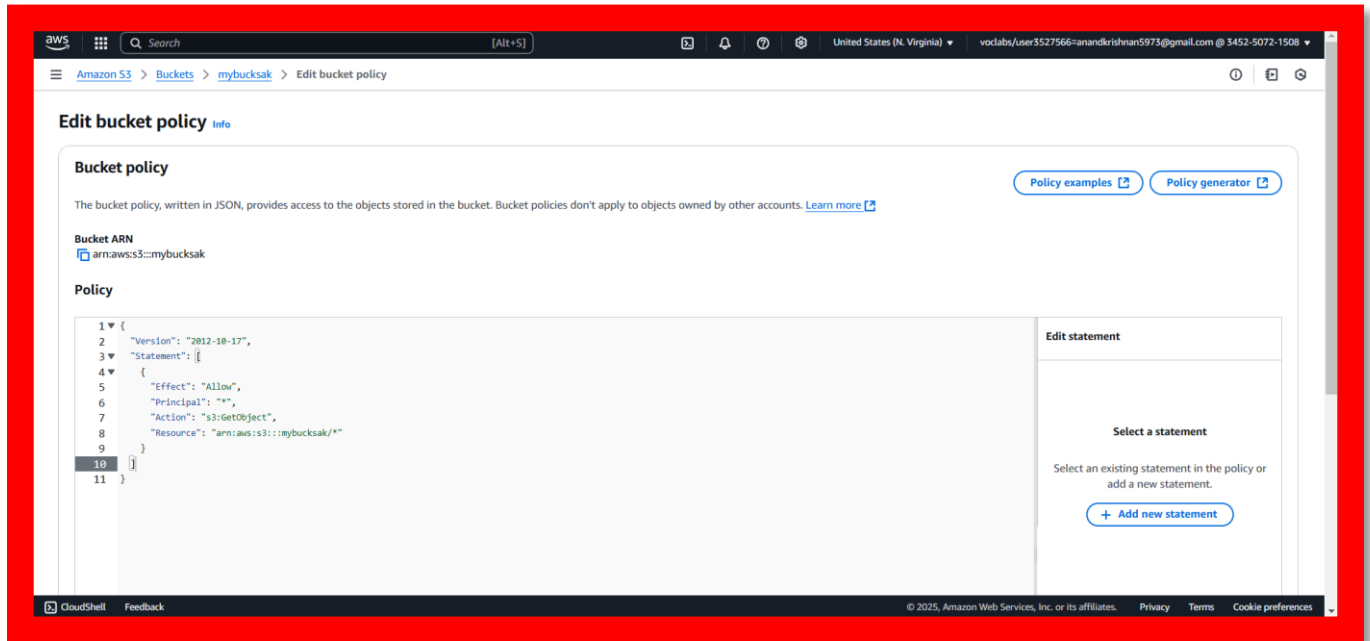 aws
Search [Alt+S]
United States (N. Virginia)
voclabs/user3527566=anandkrishnan5973@gmail.com @ 3452-5072-1508
Amazon S3 > Buckets > mybucksak > Edit bucket policy
Edit bucket policy Info
Bucket policy
Policy examples
Policy generator
The bucket policy, written in JSON, provides access to the objects stored in the bucket. Bucket policies don't apply to objects owned by other accounts. Learn more
Bucket ARN
arn:aws:s3:::mybucksak
Policy
1 {
2 "Version": "2012-10-17",
3 "Statement": [
4 {
5 "Effect": "Allow",
6 "Principal": "*",
7 "Action": "s3:GetObject",
8 "Resource": "arn:aws:s3:::mybucksak/*"
9 }
10 ]
11 }
Edit statement
Select a statement
Select an existing statement in the policy or
add a new statement.
+ Add new statement
CloudShell Feedback
© 2025, Amazon Web Services, Inc. or its affiliates. Privacy Terms Cookie preferences